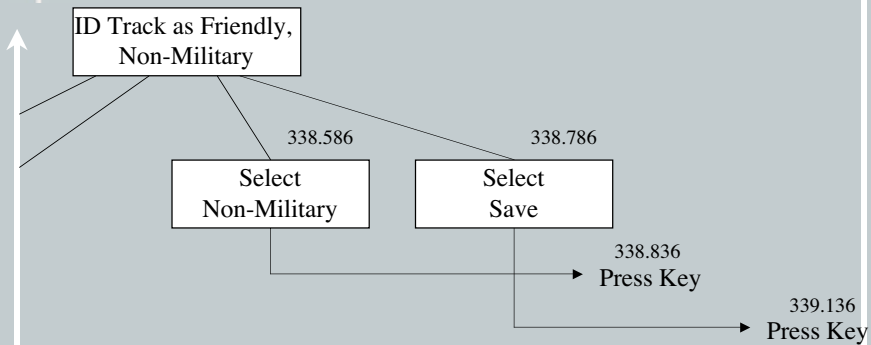 ID Track as Friendly,
Non-Military
338.586
338.786
Select
Non-Military
Select
Save
338.836
Press Key
339.136
Press Key